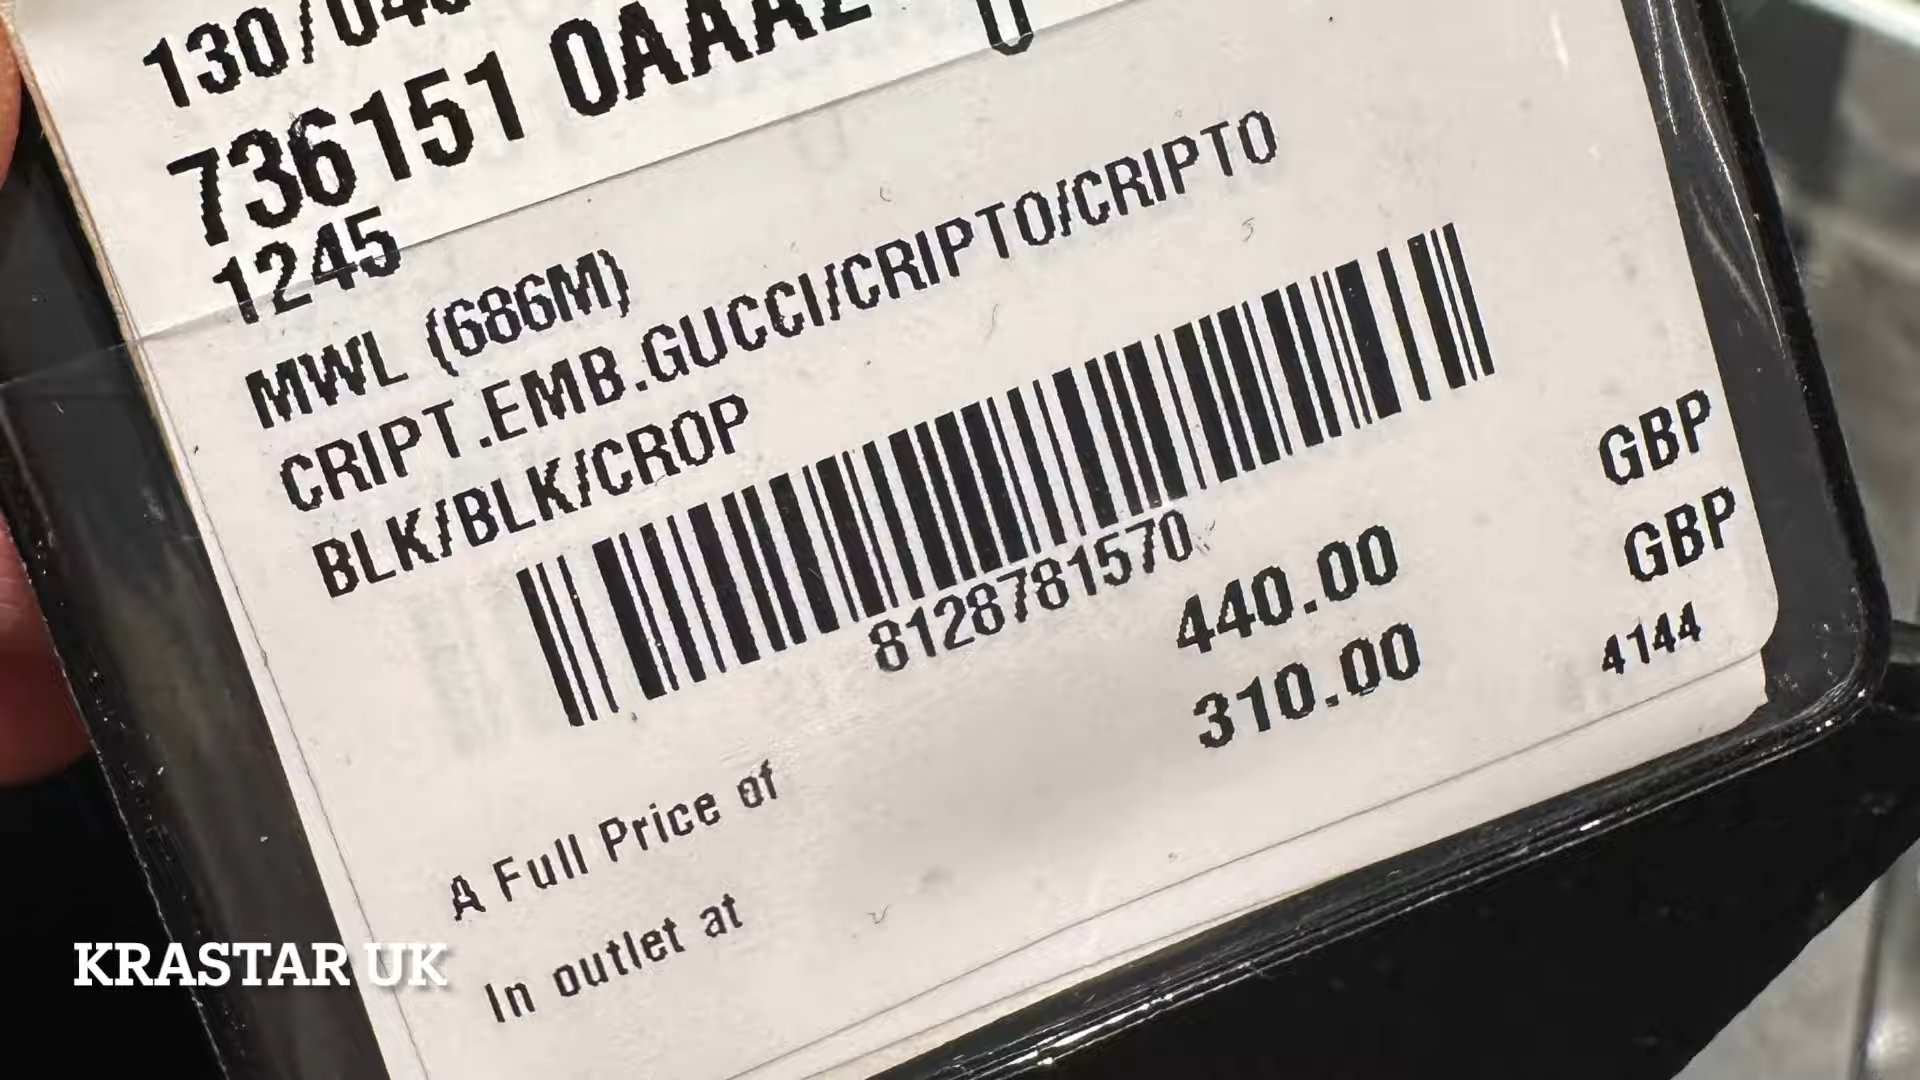 736151
1245
MWL (686M)
CRIPT.EMB.GUCCI/CRIPTO/CRIPTO
BLK/BLK/CROP
8128781570
A Full Price of 440.00 GBP
In outlet at 310.00 GBP
4144
KRASTAR UK